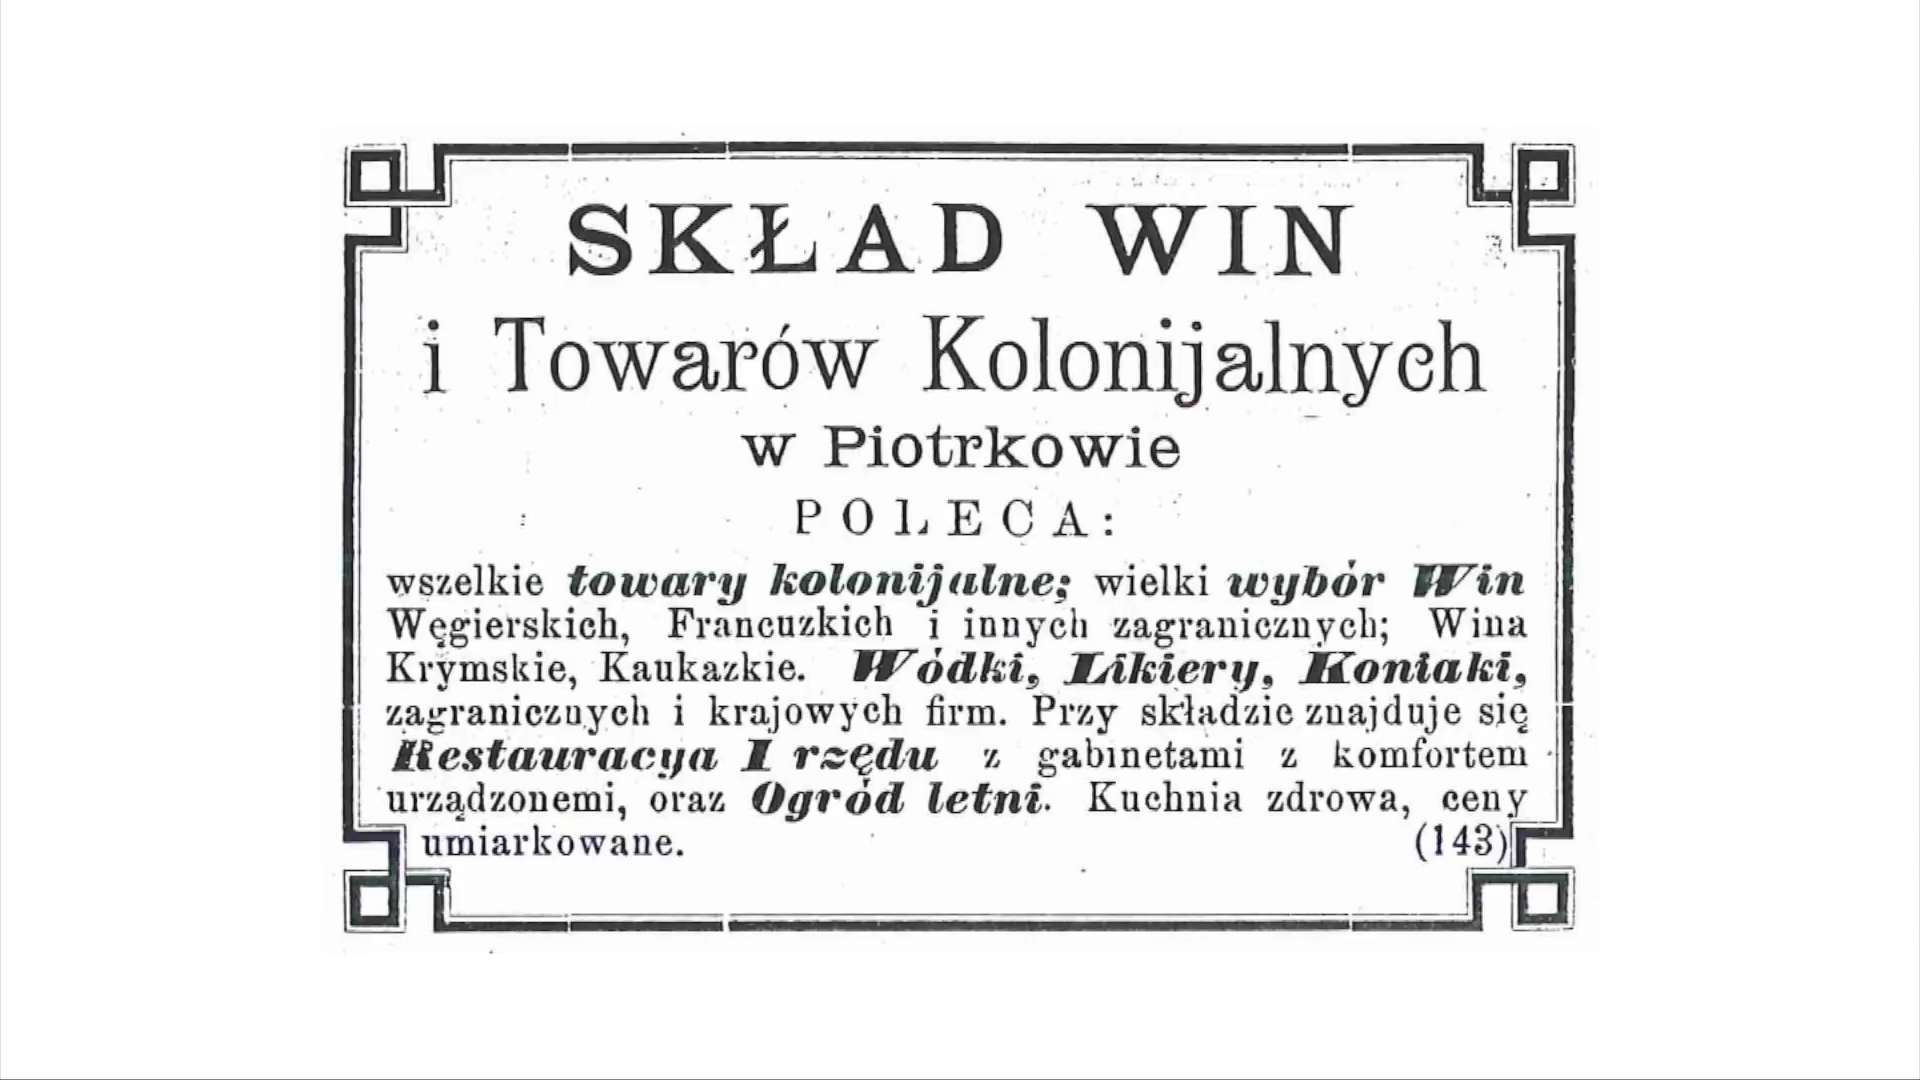 SKŁAD WIN
i Towarów Kolonijalnych
w Piotrkowie
POLECA:
wszelkie towary kolonijalne; wielki wybór Win
Węgierskich, Francuzkich i innych zagranicznych; Wina
Krymskie, Kaukazkie. Wódki, Likiery, Koniaki,
zagranicznych i krajowych firm. Przy składzie znajduje się
Restauracya I rzędu z gabinetami z komfortem
urządzonemi, oraz Ogród letni. Kuchnia zdrowa, ceny
umiarkowane. (143)